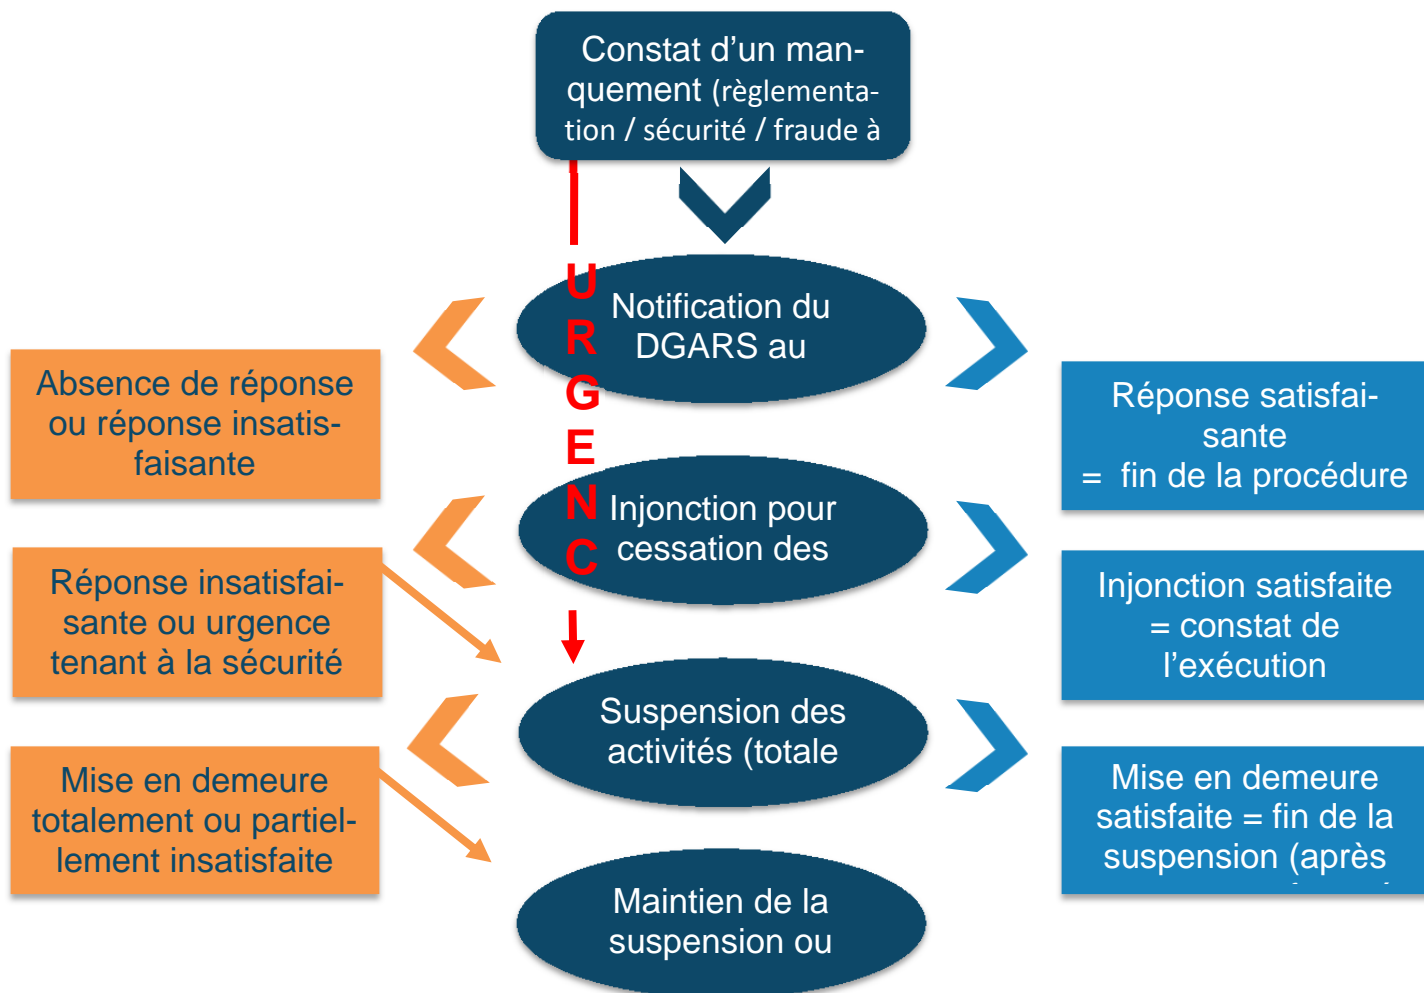 Constat d’un man-
quement (règlementa-
tion / sécurité / fraude à
U
R
G
E
N
C
Notification du
DGARS au
Absence de réponse
ou réponse insatis-
faisante
Réponse satisfai-
sante
= fin de la procédure
Injonction pour
cessation des
Réponse insatisfai-
sante ou urgence
tenant à la sécurité
Injonction satisfaite
= constat de
l’exécution
Suspension des
activités (totale
Mise en demeure
totalement ou partiel-
lement insatisfaite
Mise en demeure
satisfaite = fin de la
suspension (après
Maintien de la
suspension ou